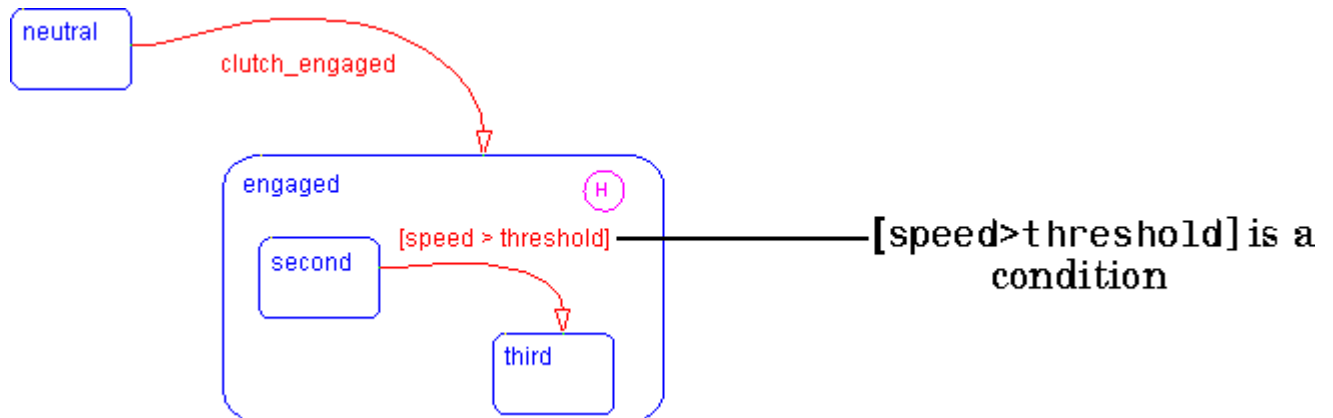 neutral
clutch_engaged
engaged
H
[speed > threshold]
[speed>threshold] is a
condition
second
third